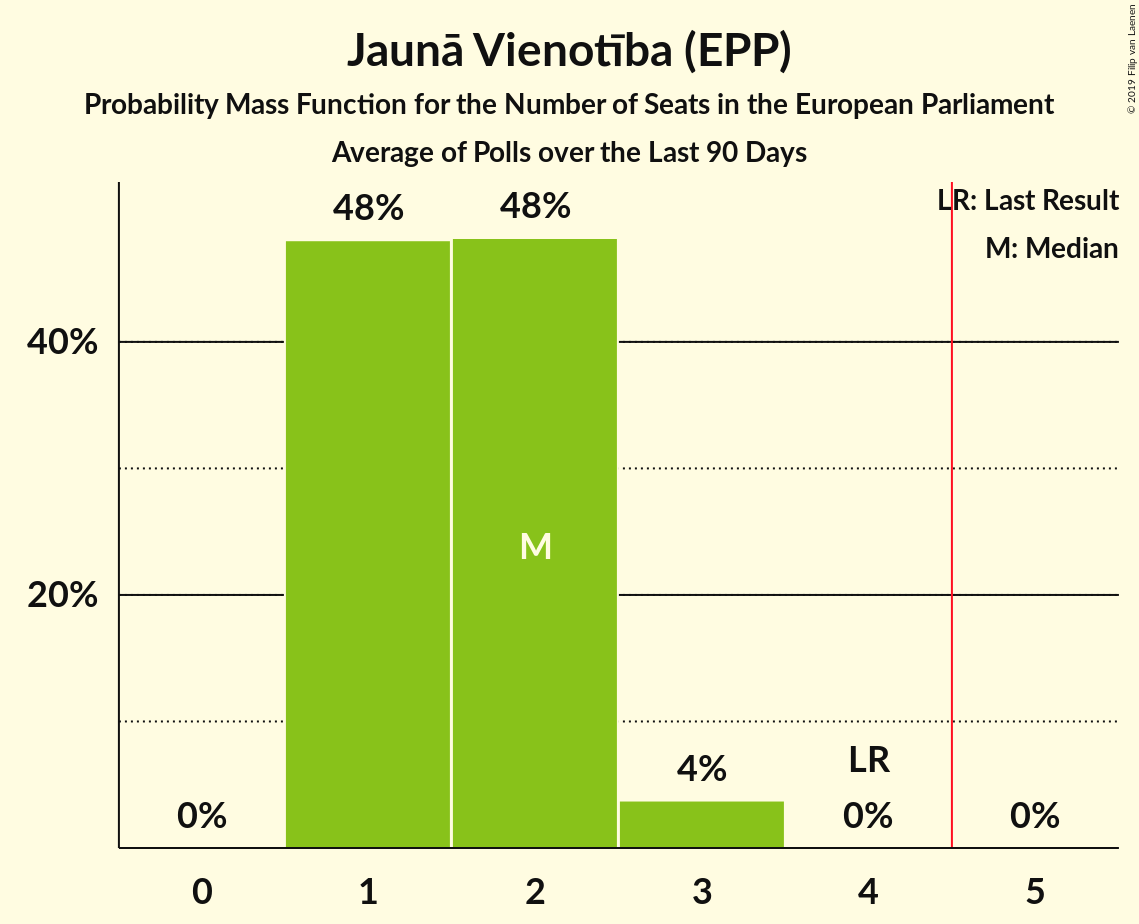 Jaunā Vienotība (EPP)
Probability Mass Function for the Number of Seats in the European Parliament
Average of Polls over the Last 90 Days
© 2019 Filip van Laenen
LR: Last Result
M: Median
48%
48%
40%
M
20%
4%
LR
0%
0%
0%
0
1
2
3
4
5